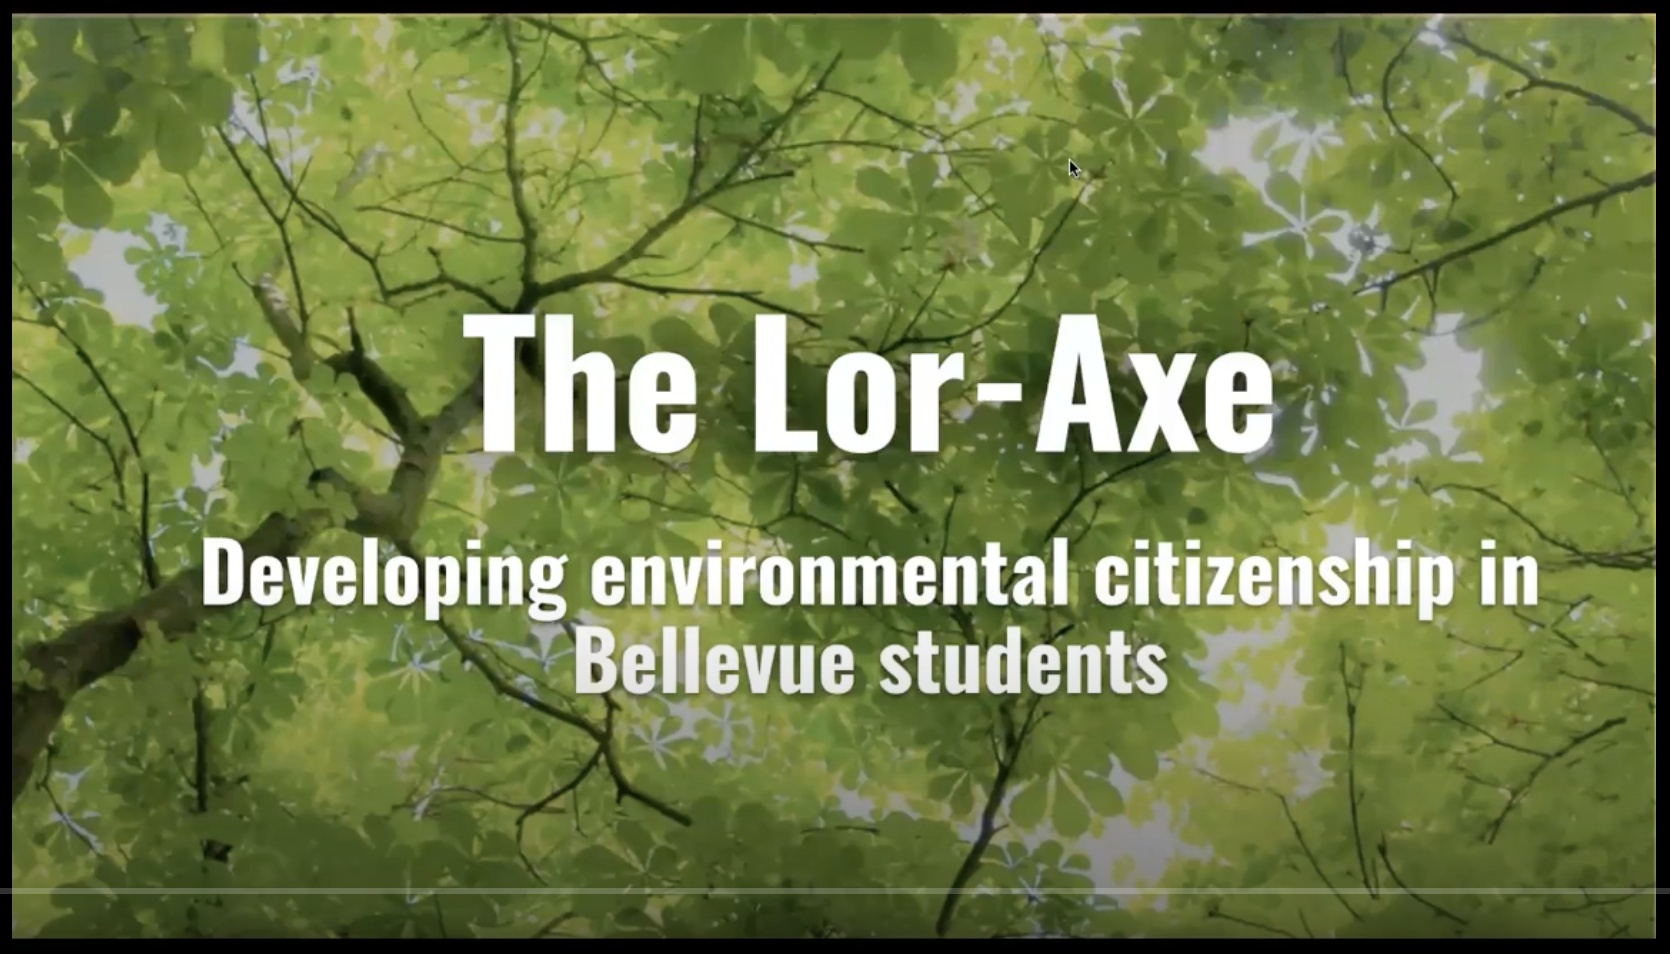 The Lor-Axe
Developing environmental citizenship in
Bellevue students